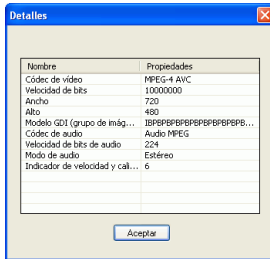 Detalles
Nombre Propiedades
Códec de vídeo MPEG-4 AVC
Velocidad de bits 10000000
Ancho 720
Alto 480
Modelo GDI (grupo de imág... IBPBPBPBPBPBPBPBPBPBPB...
Códec de audio Audio MPEG
Velocidad de bits de audio 224
Modo de audio Estéreo
Indicador de velocidad y cali... 6
Aceptar